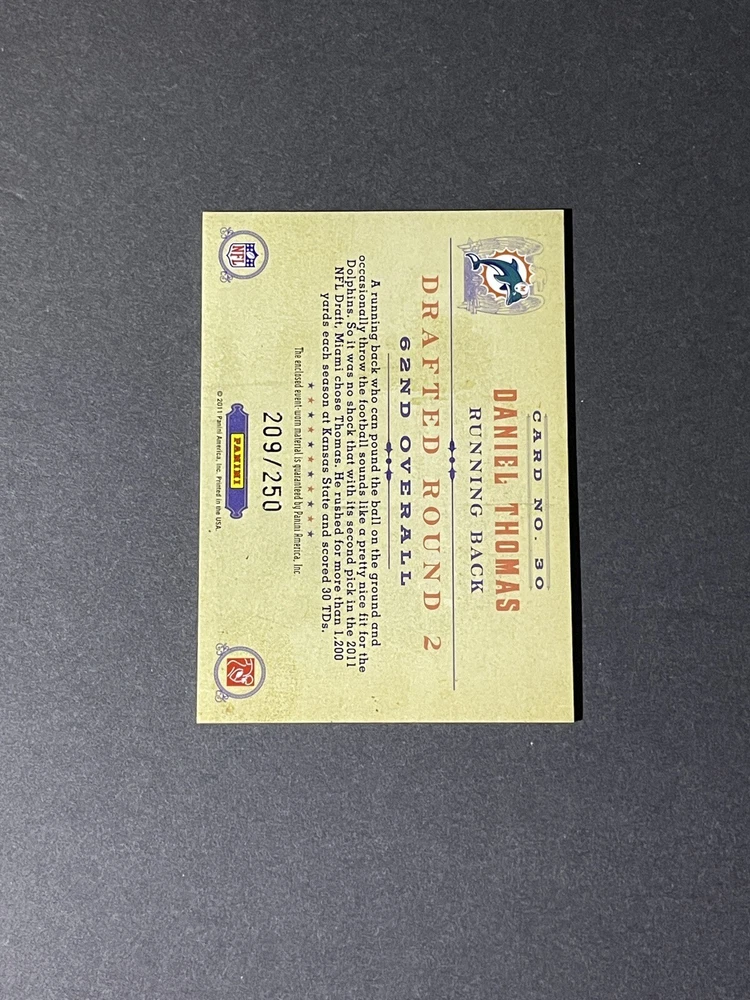 CARD NO. 30
DANIEL THOMAS
RUNNING BACK
DRAFTED ROUND 2
62ND OVERALL
A running back who can pound the ball on the ground and
occasionally throw the football sounds like a pretty nice fit for the
Dolphins. So it was no shock that with its second pick in the 2011
NFL Draft, Miami chose Thomas. He rushed for more than 1,200
yards each season at Kansas State and scored 30 TDs.
The enclosed event-worn material is guaranteed by Panini America, Inc
209/250
NFL
PANINI
© 2011 Panini America, Inc. Printed in the USA.